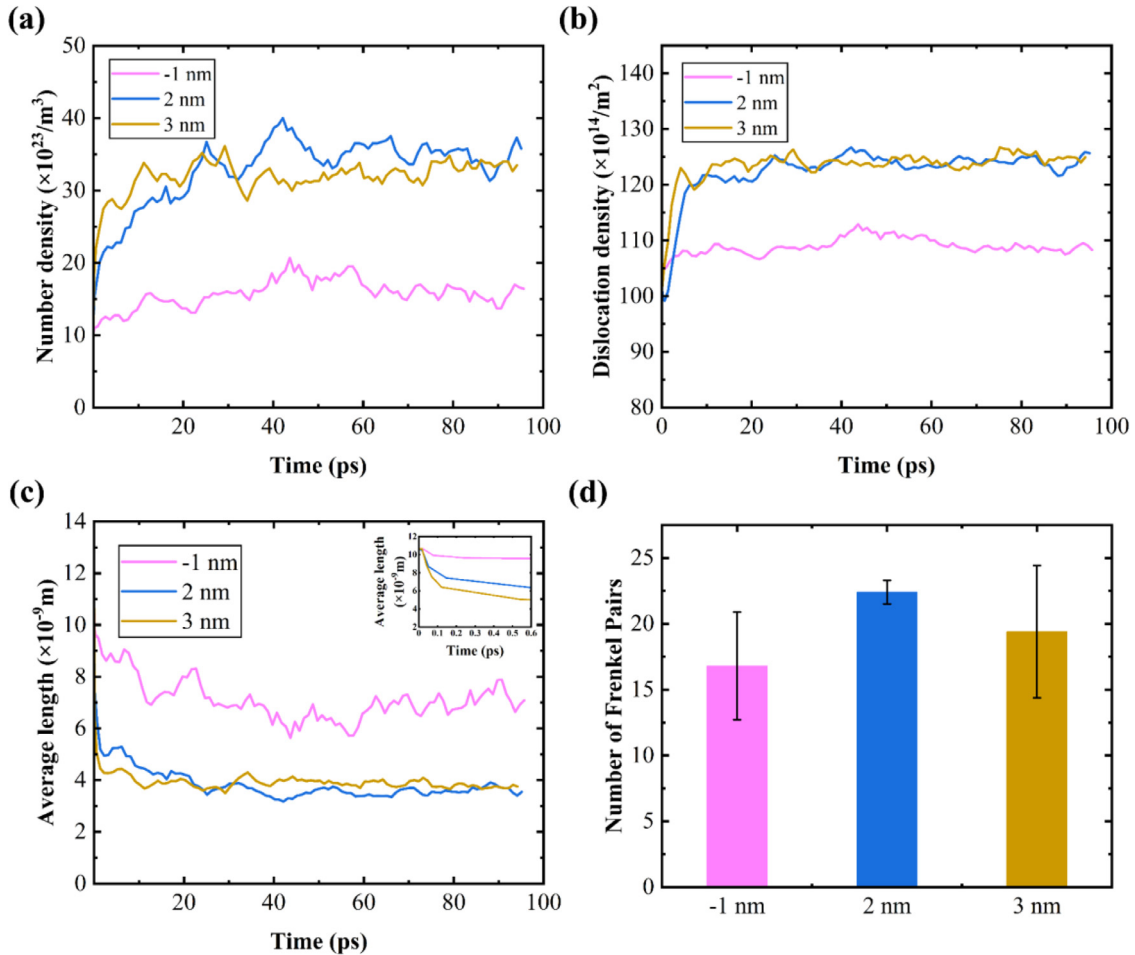 (a)
50
40
30
20
10
0
20
40
60
80
100
Number density (×10²³/m³)
Time (ps)
-1 nm
2 nm
3 nm
(b)
140
130
120
110
100
90
80
0
20
40
60
80
100
Dislocation density (×10¹⁴/m²)
Time (ps)
-1 nm
2 nm
3 nm
(c)
14
12
10
8
6
4
2
0
20
40
60
80
100
Average length (×10⁻⁹m)
Time (ps)
-1 nm
2 nm
3 nm
12
10
8
6
4
2
0
0.1
0.2
0.3
0.4
0.5
0.6
Average length
(×10⁻⁹m)
Time (ps)
(d)
25
20
15
10
5
0
Number of Frenkel Pairs
-1 nm
2 nm
3 nm